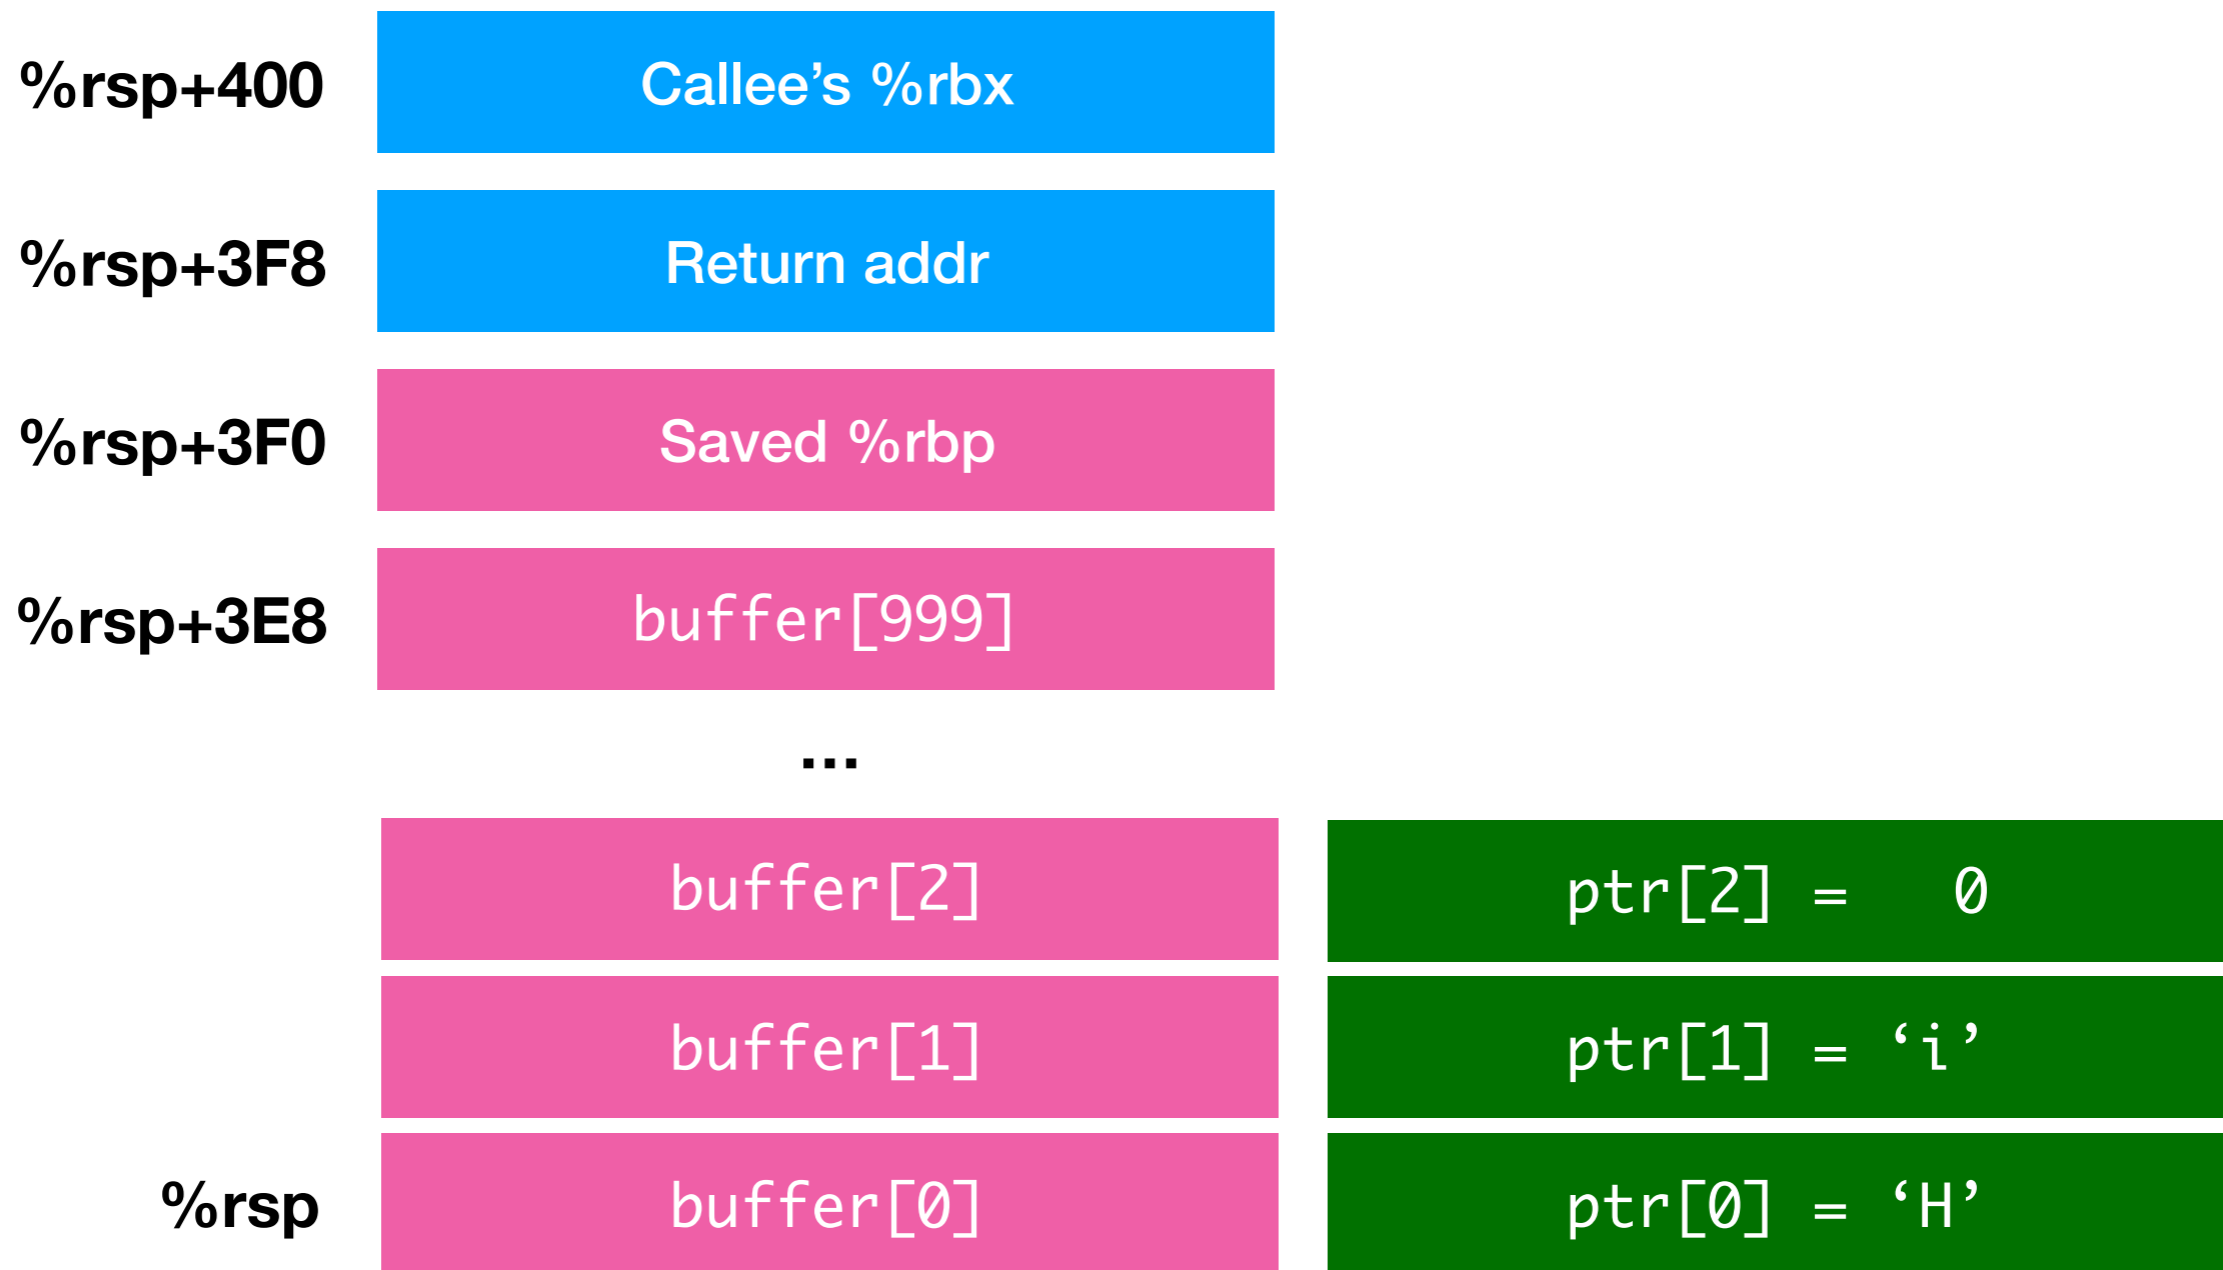 %rsp+400 Callee’s %rbx
%rsp+3F8 Return addr
%rsp+3F0 Saved %rbp
%rsp+3E8 buffer[999]
...
buffer[2] ptr[2] = 0
buffer[1] ptr[1] = ‘i’
%rsp buffer[0] ptr[0] = ‘H’